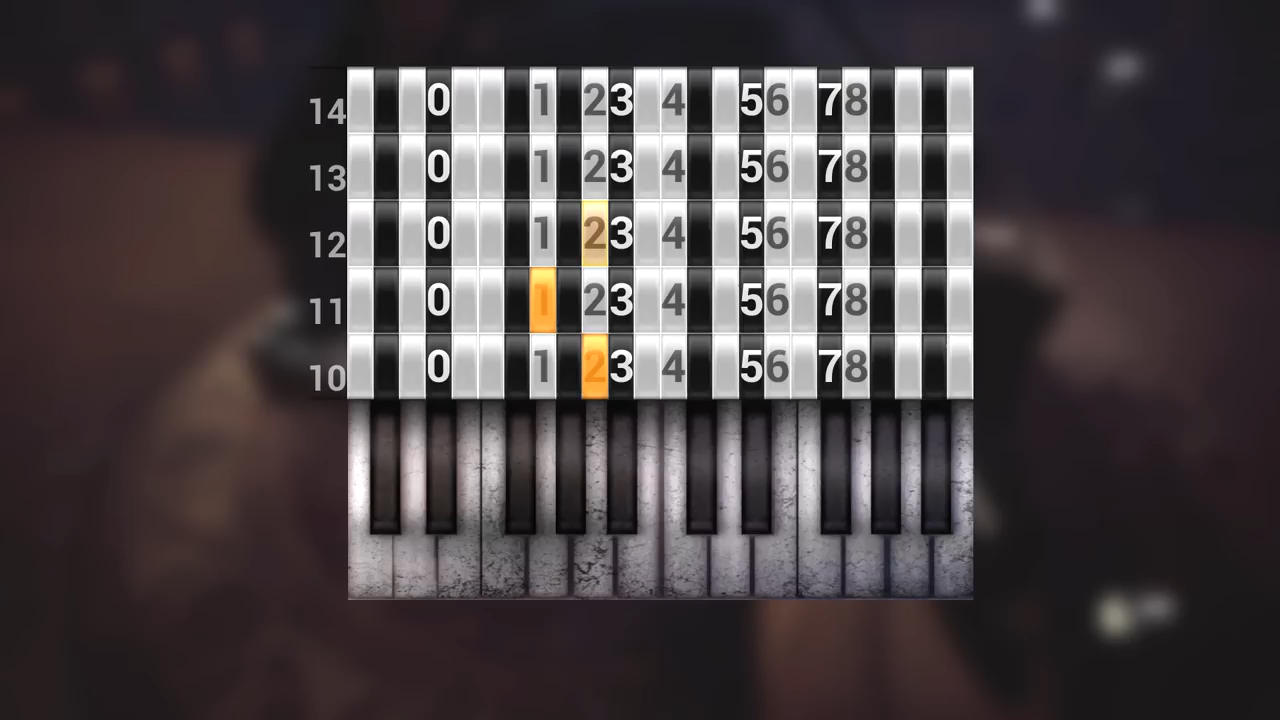 14 0 1 2 3 4 5 6 7 8
13 0 1 2 3 4 5 6 7 8
12 0 1 2 3 4 5 6 7 8
11 0 1 2 3 4 5 6 7 8
10 0 1 2 3 4 5 6 7 8